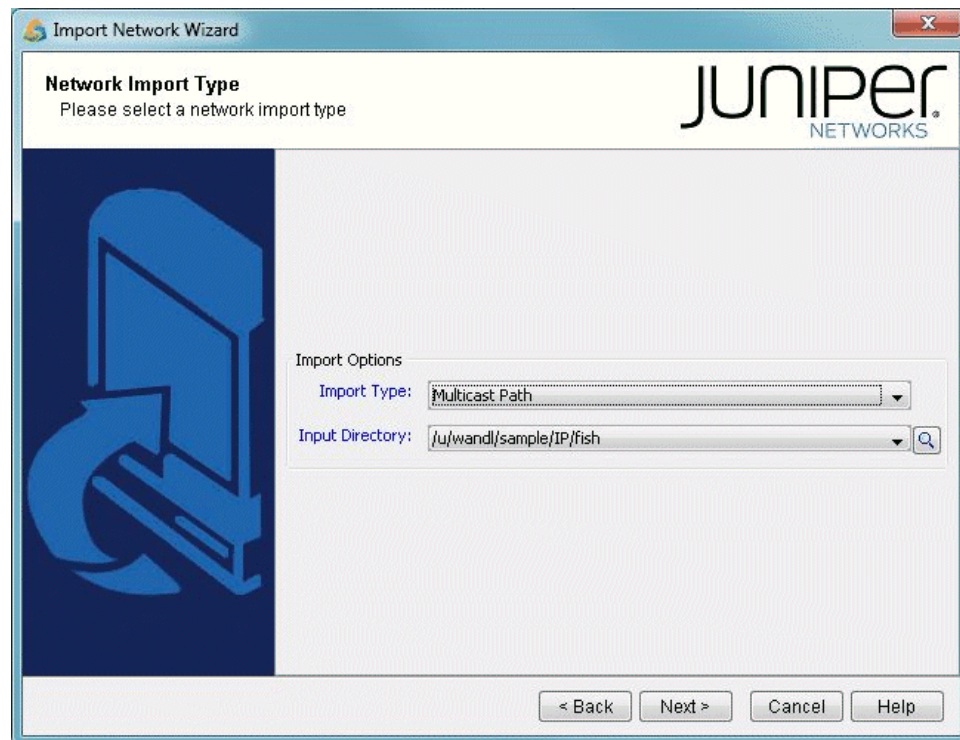 Import Network Wizard
Network Import Type
Please select a network import type
JUNIPER
NETWORKS
Import Options
Import Type: Multicast Path
Input Directory: /u/wandl/sample/IP/fish
< Back Next > Cancel Help